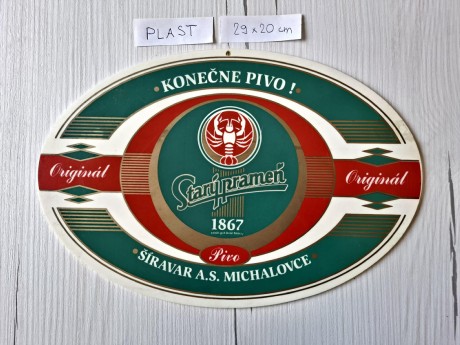 PLAST 29 x 20 cm
KONEČNE PIVO !
Originál Originál
Starý prameň
1867
Pivo
ŠÍRAVAR A.S. MICHALOVCE